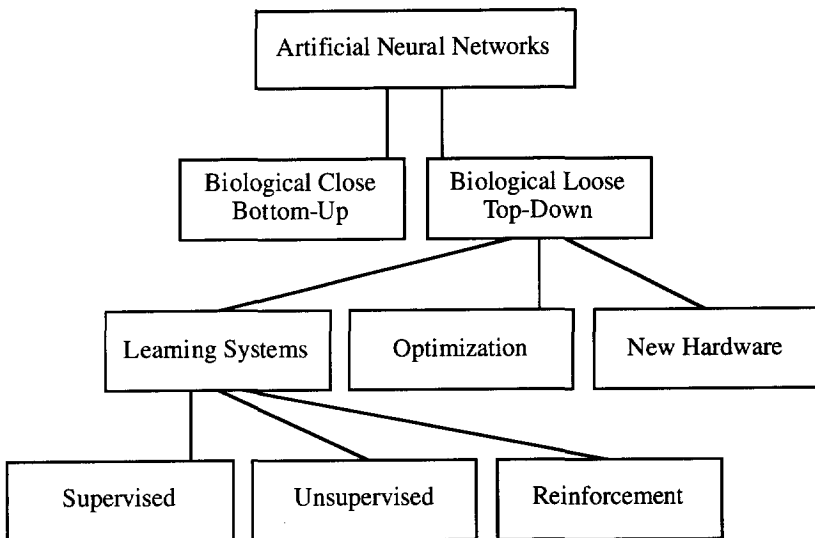 Artificial Neural Networks
Biological Close
Bottom-Up
Biological Loose
Top-Down
Learning Systems
Optimization
New Hardware
Supervised
Unsupervised
Reinforcement